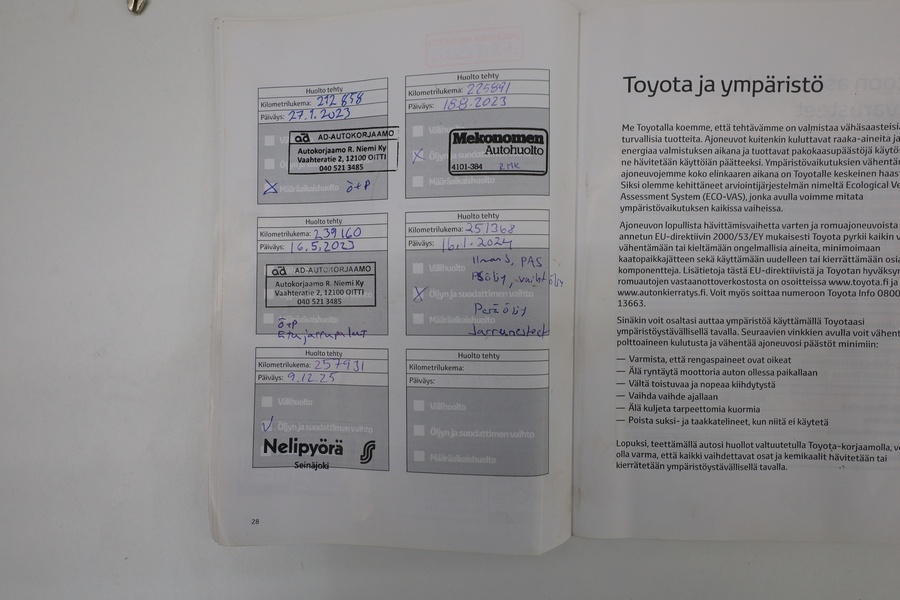 Huolto tehty
Kilometrilukema: 212 858
Päiväys: 27.1.2023
ad AD-AUTOKORJAAMO
Autokorjaamo R. Niemi Ky
Vaahteratie 2, 12100 OITTI
040 521 3485
Määräaikaishuolto ö+P
Huolto tehty
Kilometrilukema: 225891
Päiväys: 15.8.2023
Mekonomen
Autohuolto
4101-384
Määräaikaishuolto
Huolto tehty
Kilometrilukema: 239160
Päiväys: 16.5.2023
ad AD-AUTOKORJAAMO
Autokorjaamo R. Niemi Ky
Vaahteratie 2, 12100 OITTI
040 521 3485
ö+P
Etujarrupalat
Huolto tehty
Kilometrilukema: 251368
Päiväys: 16.1.2024
Välihuolto
Öljyn ja suodattimen vaihto
Perä öljy
Jarrunesteet
Huolto tehty
Kilometrilukema: 257931
Päiväys: 9.12.25
Välihuolto
Öljyn ja suodattimen vaihto
Nelipyörä
Seinäjoki
Huolto tehty
Kilometrilukema:
Päiväys:
Välihuolto
Öljyn ja suodattimen vaihto
Määräaikaishuolto
28
Toyota ja ympäristö
Me Toyotalla koemme, että tehtävämme on valmistaa vähäsaasteisia
turvallisia tuotteita. Ajoneuvot kuitenkin kuluttavat raaka-aineita ja
energiaa valmistuksen aikana ja tuottavat pakokaasupäästöjä käytös
ne hävitetään käyttöiän päätteeksi. Ympäristövaikutuksien vähentäm
ajoneuvojemme koko elinkaaren aikana on Toyotalle keskeinen haast
Siksi olemme kehittäneet arviointijärjestelmän nimeltä Ecological Ve
Assessment System (ECO-VAS), jonka avulla voimme mitata
ympäristövaikutuksen kaikissa vaiheissa.
Ajoneuvon lopullista hävittämisvaihetta varten ja romuajoneuvoista
annetun EU-direktiivin 2000/53/EY mukaisesti Toyota pyrkii kaikin v
vähentämään tai kieltämään ongelmallisia aineita, minimoimaan
kaatopaikkajätteen sekä käyttämään uudelleen tai kierrättämään osia
komponentteja. Lisätietoja tästä EU-direktiivistä ja Toyotan hyväksym
romuautojen vastaanottoverkostosta on osoitteissa www.toyota.fi ja
www.autonkierratys.fi. Voit myös soittaa numeroon Toyota Info 0800
13663.
Sinäkin voit osaltasi auttaa ympäristöä käyttämällä Toyotaasi
ympäristöystävällisellä tavalla. Seuraavien vinkkien avulla voit vähent
polttoaineen kulutusta ja vähentää ajoneuvosi päästöt minimiin:
— Varmista, että rengaspaineet ovat oikeat
— Älä ryntäytä moottoria auton ollessa paikallaan
— Vältä toistuvaa ja nopeaa kiihdytystä
— Vaihda vaihde ajallaan
— Älä kuljeta tarpeettomia kuormia
— Poista suksi- ja taakkatelineet, kun niitä ei käytetä
Lopuksi, teettämällä autosi huollot valtuutetulla Toyota-korjaamolla, vo
olla varma, että kaikki vaihdettavat osat ja kemikaalit hävitetään tai
kierrätetään ympäristöystävällisellä tavalla.